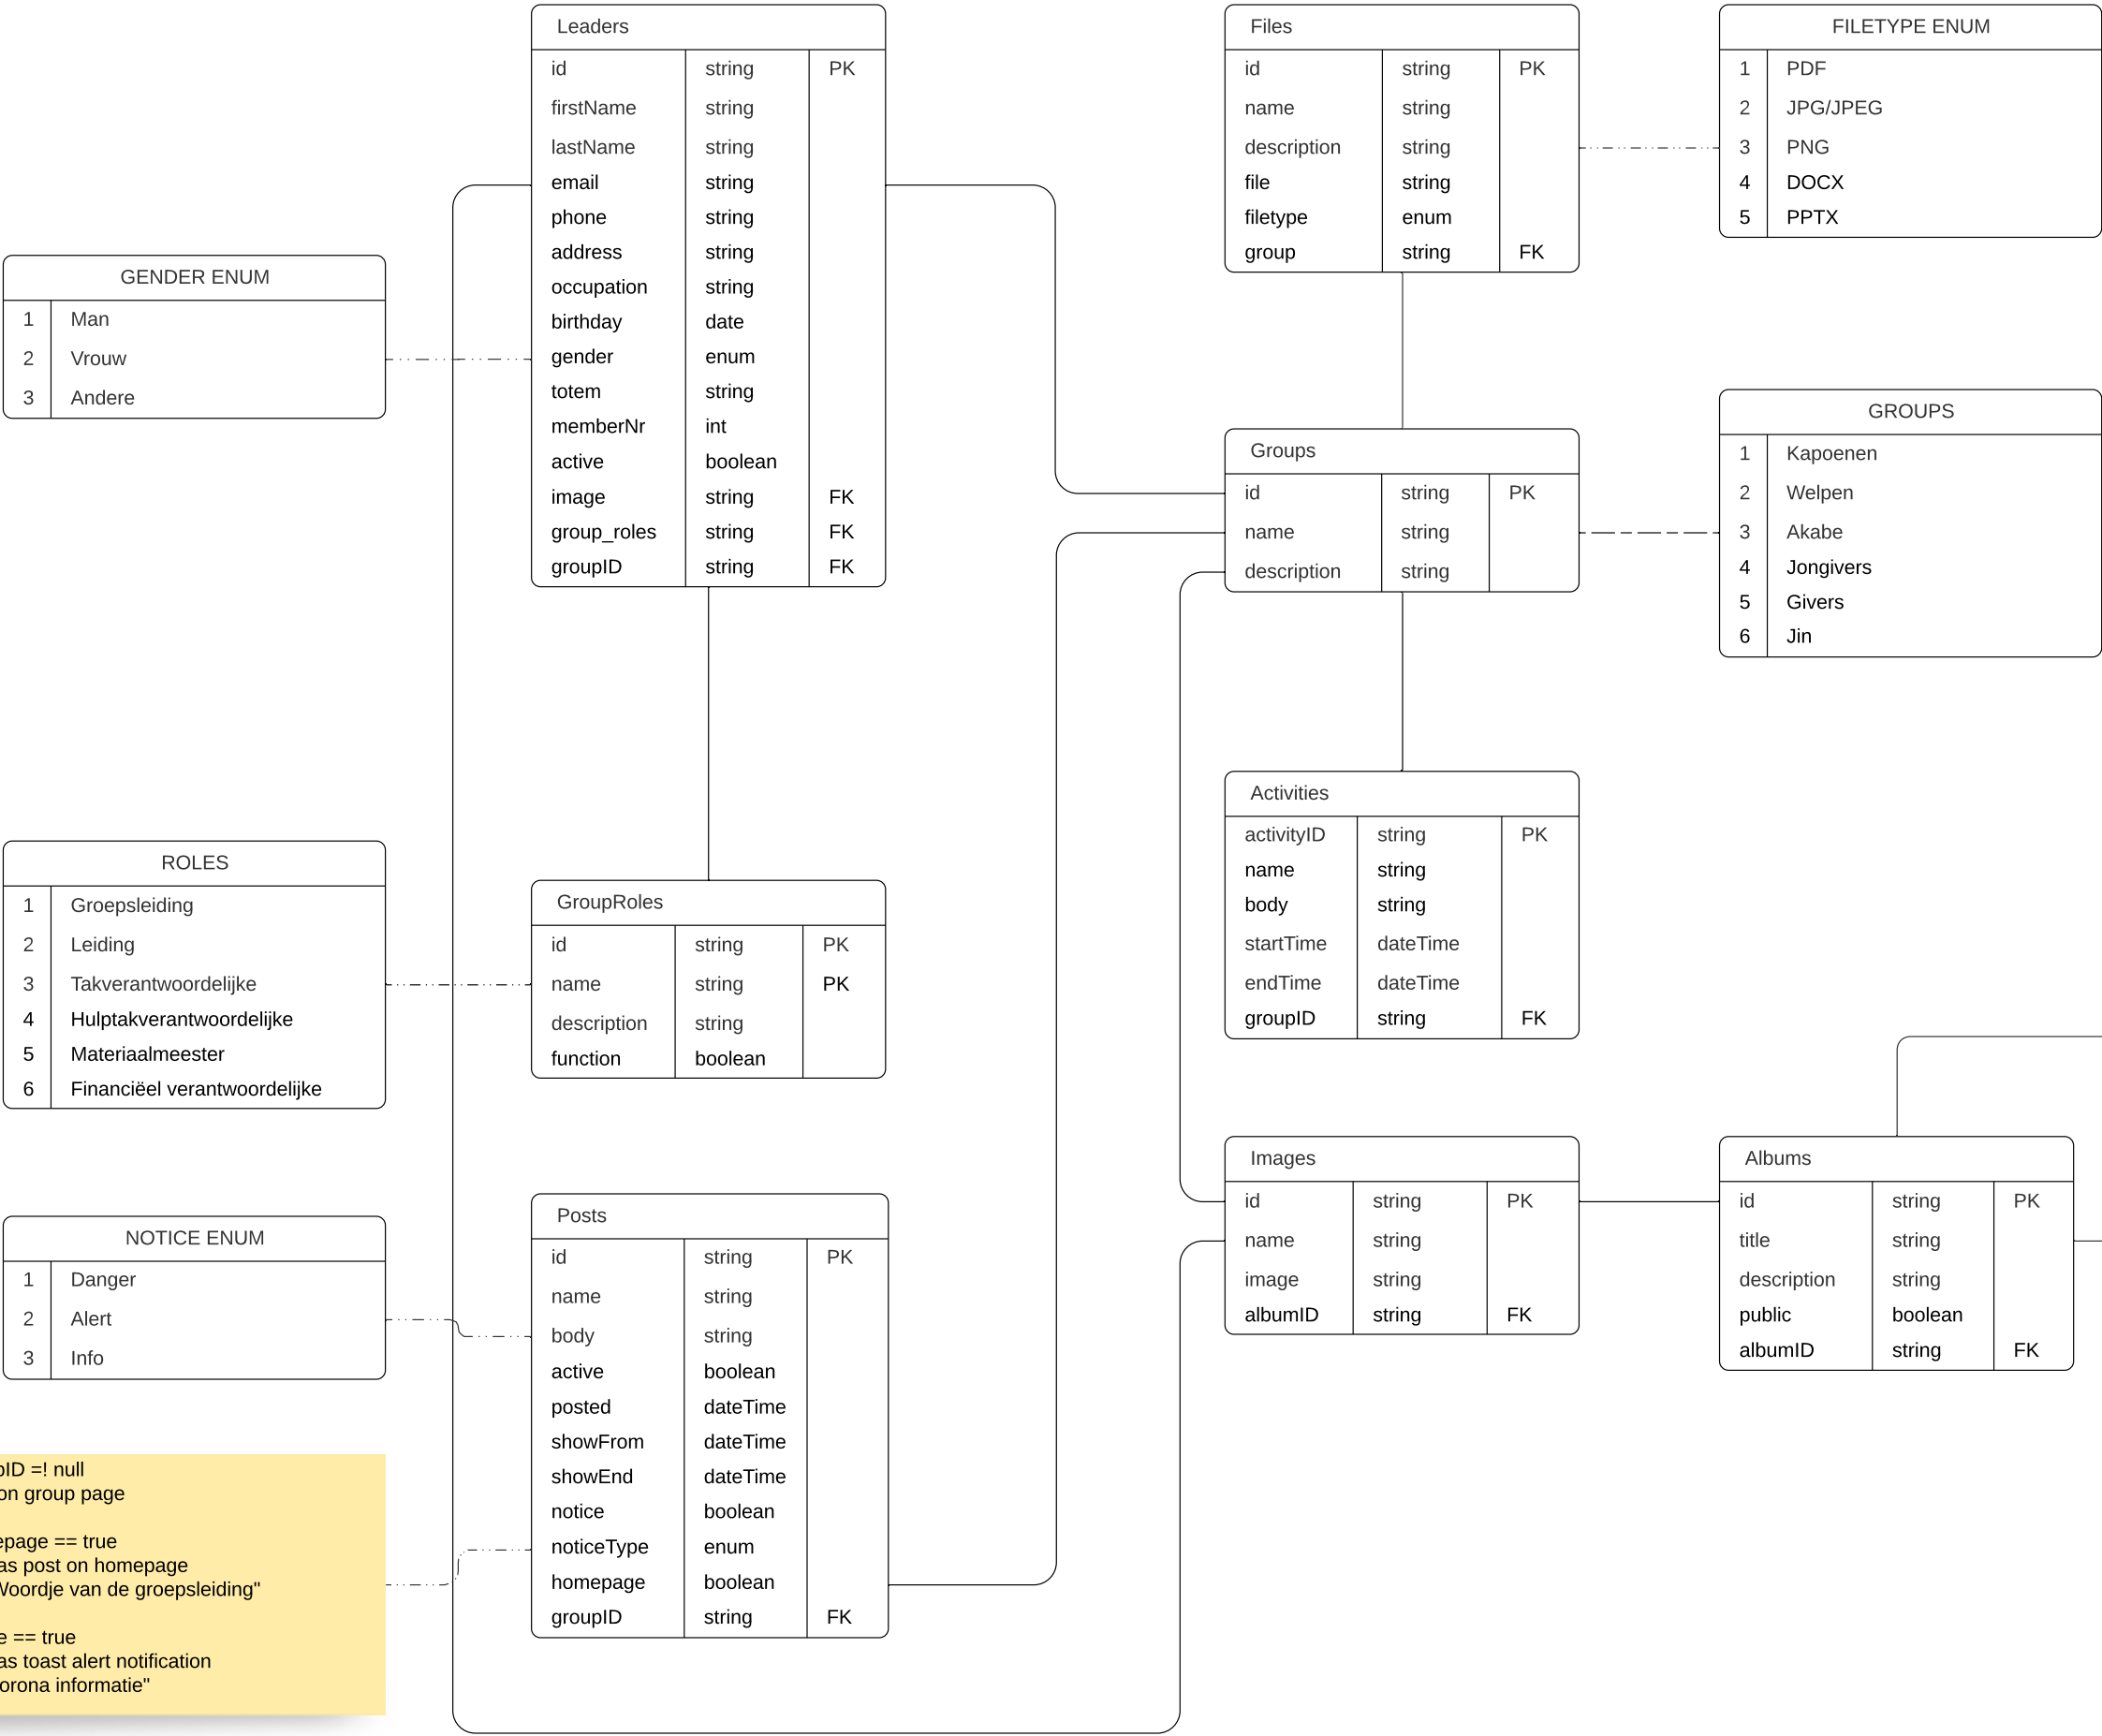 Leaders
id string PK
firstName string
lastName string
email string
phone string
address string
occupation string
birthday date
gender enum
totem string
memberNr int
active boolean
image string FK
group_roles string FK
groupID string FK
Files
id string PK
name string
description string
file string
filetype enum
group string FK
FILETYPE ENUM
1 PDF
2 JPG/JPEG
3 PNG
4 DOCX
5 PPTX
GENDER ENUM
1 Man
2 Vrouw
3 Andere
Groups
id string PK
name string
description string
GROUPS
1 Kapoenen
2 Welpen
3 Akabe
4 Jongivers
5 Givers
6 Jin
Activities
activityID string PK
name string
body string
startTime dateTime
endTime dateTime
groupID string FK
ROLES
1 Groepsleiding
2 Leiding
3 Takverantwoordelijke
4 Hulptakverantwoordelijke
5 Materiaalmeester
6 Financiëel verantwoordelijke
GroupRoles
id string PK
name string PK
description string
function boolean
Images
id string PK
name string
image string
albumID string FK
Albums
id string PK
title string
description string
public boolean
albumID string FK
NOTICE ENUM
1 Danger
2 Alert
3 Info
Posts
id string PK
name string
body string
active boolean
posted dateTime
showFrom dateTime
showEnd dateTime
notice boolean
noticeType enum
homepage boolean
groupID string FK
pID =! null
on group page
epage == true
as post on homepage
Woordje van de groepsleiding"
e == true
as toast alert notification
orona informatie"